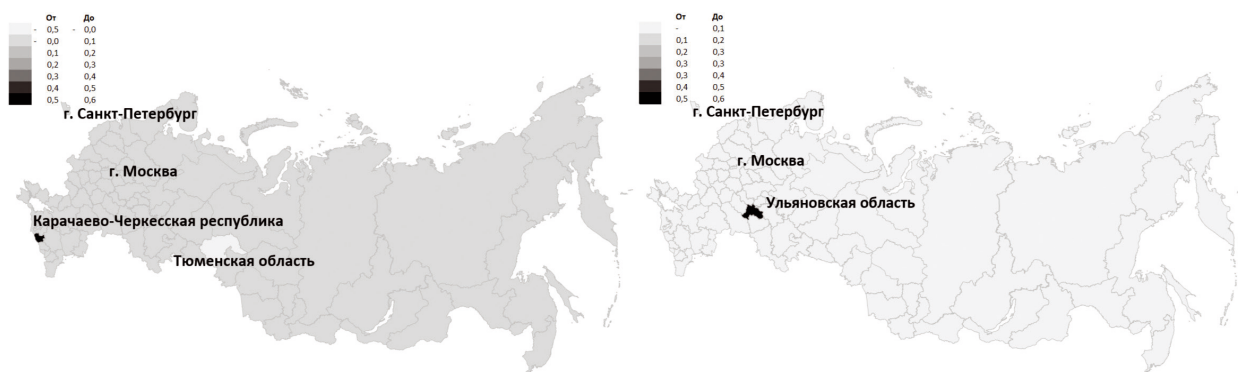 От До
- 0,5 - 0,0
- 0,0 0,1
0,1 0,2
0,2 0,3
0,3 0,4
0,4 0,5
0,5 0,6
г. Санкт-Петербург
г. Москва
Карачаево-Черкесская республика
Тюменская область
От До
- 0,1
0,1 0,2
0,2 0,3
0,3 0,3
0,3 0,4
0,4 0,5
0,5 0,6
г. Санкт-Петербург
г. Москва
Ульяновская область